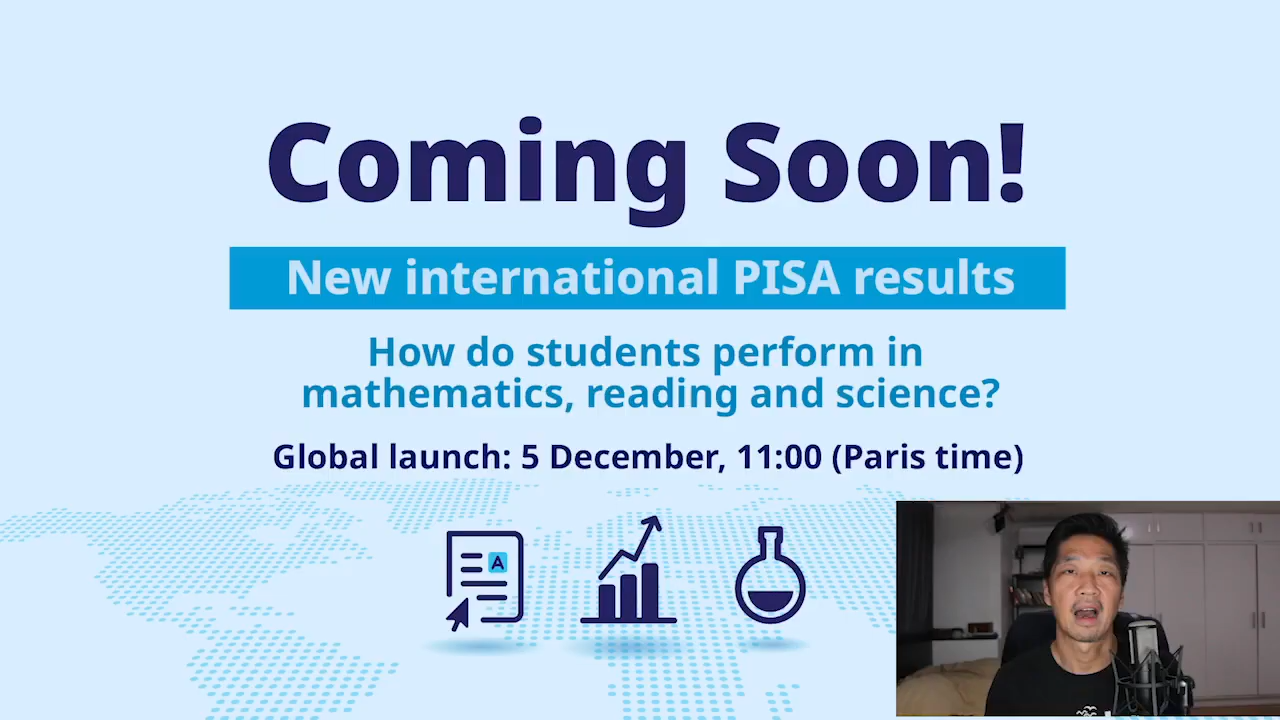 Coming Soon!
New international PISA results
How do students perform in
mathematics, reading and science?
Global launch: 5 December, 11:00 (Paris time)
A